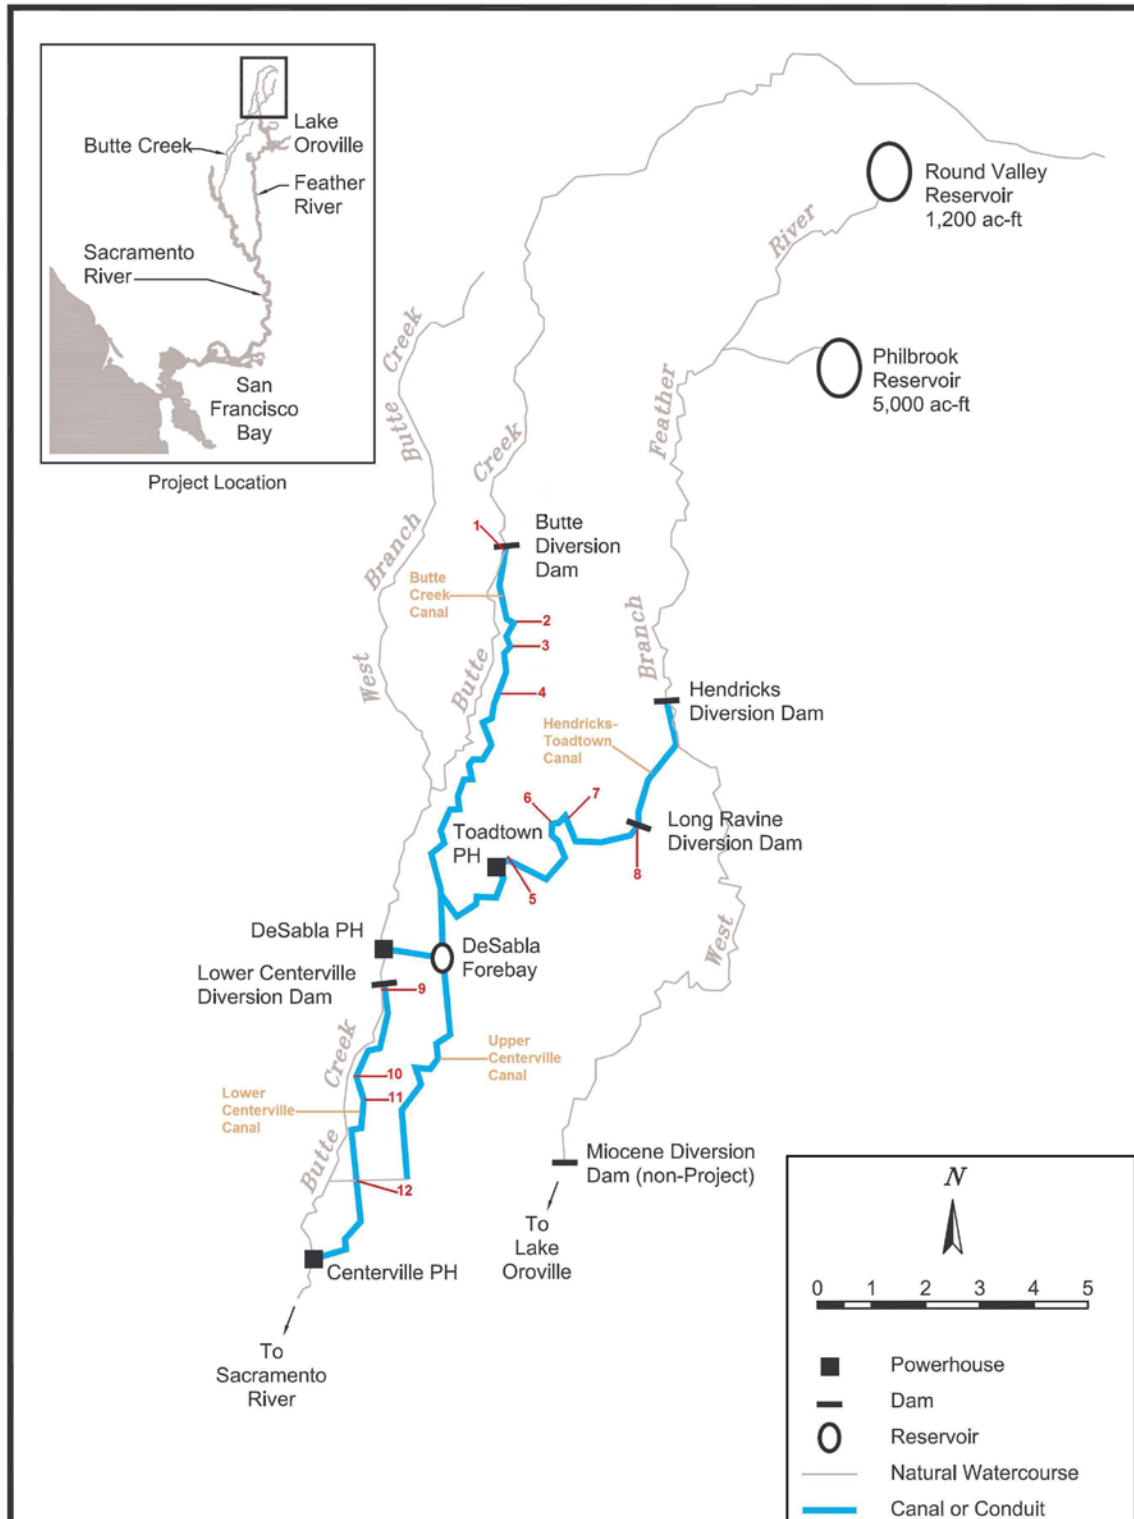 Butte Creek
Lake
Oroville
Feather
River
Sacramento
River
San
Francisco
Bay
Project Location
Round Valley
Reservoir
1,200 ac-ft
River
Philbrook
Reservoir
5,000 ac-ft
Feather
Branch
West
Butte Creek
Branch
West
Creek
Butte
1
Butte
Diversion
Dam
Butte
Creek
Canal
2
3
4
Hendricks
Diversion Dam
Hendricks-
Toadtown
Canal
6
7
Toadtown
PH
Long Ravine
Diversion Dam
5
8
DeSabla PH
DeSabla
Forebay
Lower Centerville
Diversion Dam
9
Creek
Butte
Upper
Centerville
Canal
10
11
Lower
Centerville
Canal
12
Miocene Diversion
Dam (non-Project)
To
Lake
Oroville
Centerville PH
To
Sacramento
River
N
0 1 2 3 4 5
Powerhouse
Dam
Reservoir
Natural Watercourse
Canal or Conduit